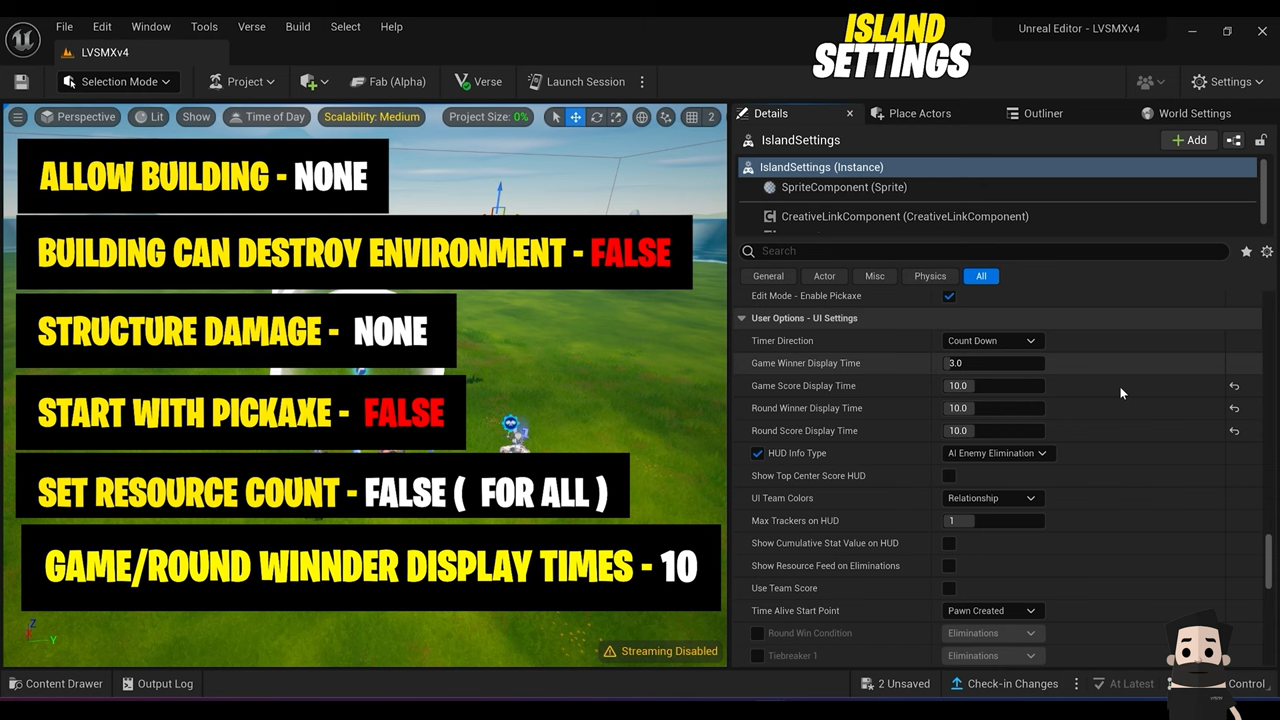 File Edit Window Tools Verse Build Select Help
ISLAND
SETTINGS
Unreal Editor - LVSMXv4
LVSMXv4
Selection Mode Project Fab (Alpha) Verse Launch Session Settings
Perspective Lit Show Time of Day Scalability: Medium Project Size: 0% 2
ALLOW BUILDING - NONE
BUILDING CAN DESTROY ENVIRONMENT - FALSE
STRUCTURE DAMAGE - NONE
START WITH PICKAXE - FALSE
SET RESOURCE COUNT - FALSE ( FOR ALL )
GAME/ROUND WINNDER DISPLAY TIMES - 10
Z
X
Y
Streaming Disabled
Details Place Actors Outliner World Settings
IslandSettings
Add
IslandSettings (Instance)
SpriteComponent (Sprite)
CreativeLinkComponent (CreativeLinkComponent)
Search
General Actor Misc Physics All
Edit Mode - Enable Pickaxe
User Options - UI Settings
Timer Direction Count Down
Game Winner Display Time 3.0
Game Score Display Time 10.0
Round Winner Display Time 10.0
Round Score Display Time 10.0
HUD Info Type AI Enemy Elimination
Show Top Center Score HUD
UI Team Colors Relationship
Max Trackers on HUD 1
Show Cumulative Stat Value on HUD
Show Resource Feed on Eliminations
Use Team Score
Time Alive Start Point Pawn Created
Round Win Condition Eliminations
Tiebreaker 1 Eliminations
Content Drawer Output Log 2 Unsaved Check-in Changes At Latest Control